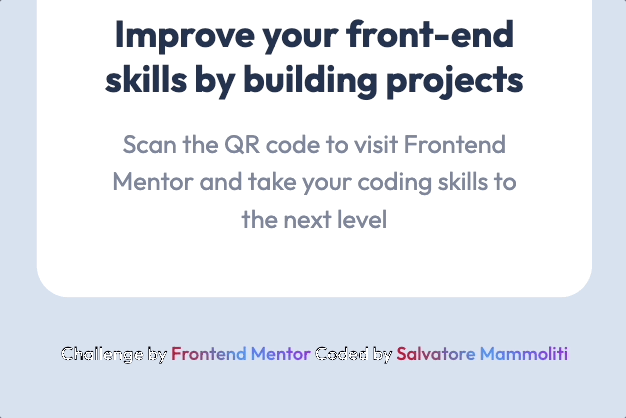 Improve your front-end
skills by building projects
Scan the QR code to visit Frontend
Mentor and take your coding skills to
the next level
Challenge by Frontend Mentor Coded by Salvatore Mammoliti